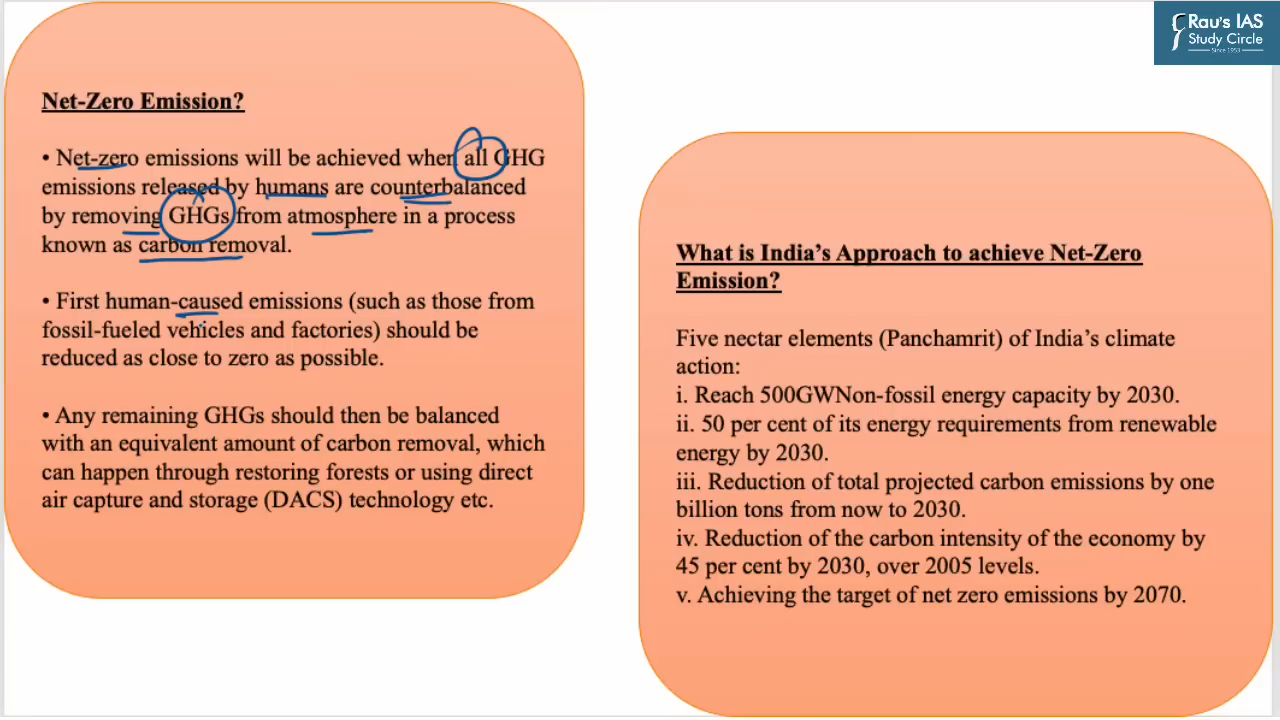 Rau's IAS
Study Circle
Since 1953
Net-Zero Emission?
• Net-zero emissions will be achieved when all GHG
emissions released by humans are counterbalanced
by removing GHGs from atmosphere in a process
known as carbon removal.
• First human-caused emissions (such as those from
fossil-fueled vehicles and factories) should be
reduced as close to zero as possible.
• Any remaining GHGs should then be balanced
with an equivalent amount of carbon removal, which
can happen through restoring forests or using direct
air capture and storage (DACS) technology etc.
What is India's Approach to achieve Net-Zero
Emission?
Five nectar elements (Panchamrit) of India's climate
action:
i. Reach 500GWNon-fossil energy capacity by 2030.
ii. 50 per cent of its energy requirements from renewable
energy by 2030.
iii. Reduction of total projected carbon emissions by one
billion tons from now to 2030.
iv. Reduction of the carbon intensity of the economy by
45 per cent by 2030, over 2005 levels.
v. Achieving the target of net zero emissions by 2070.